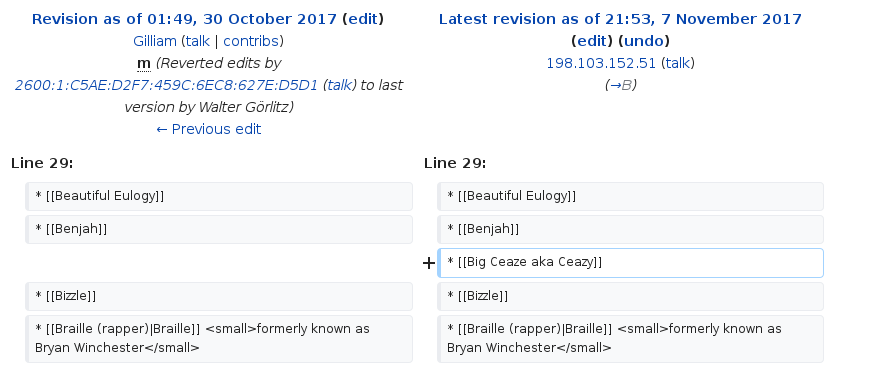 Revision as of 01:49, 30 October 2017 (edit)
Gilliam (talk | contribs)
m (Reverted edits by
2600:1:C5AE:D2F7:459C:6EC8:627E:D5D1 (talk) to last
version by Walter Görlitz)
← Previous edit
Latest revision as of 21:53, 7 November 2017
(edit) (undo)
198.103.152.51 (talk)
(→B)
Line 29:
Line 29:
* [[Beautiful Eulogy]]
* [[Beautiful Eulogy]]
* [[Benjah]]
* [[Benjah]]
+ * [[Big Ceaze aka Ceazy]]
* [[Bizzle]]
* [[Bizzle]]
* [[Braille (rapper)|Braille]] <small>formerly known as
Bryan Winchester</small>
* [[Braille (rapper)|Braille]] <small>formerly known as
Bryan Winchester</small>